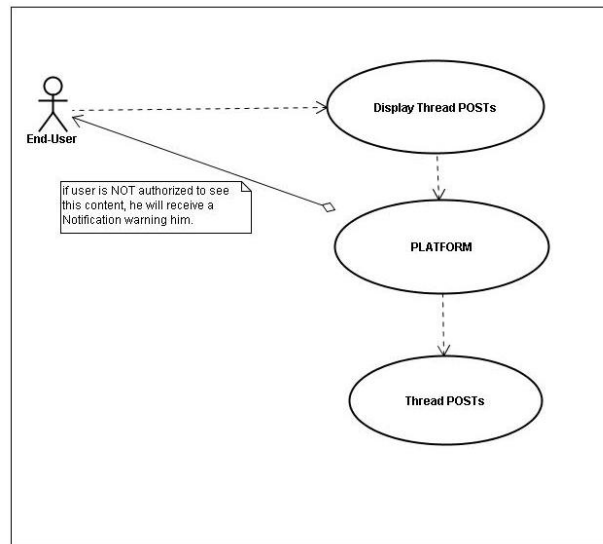 Display Thread POSTs
End-User
if user is NOT authorized to see
this content, he will receive a
Notification warning him.
PLATFORM
Thread POSTs